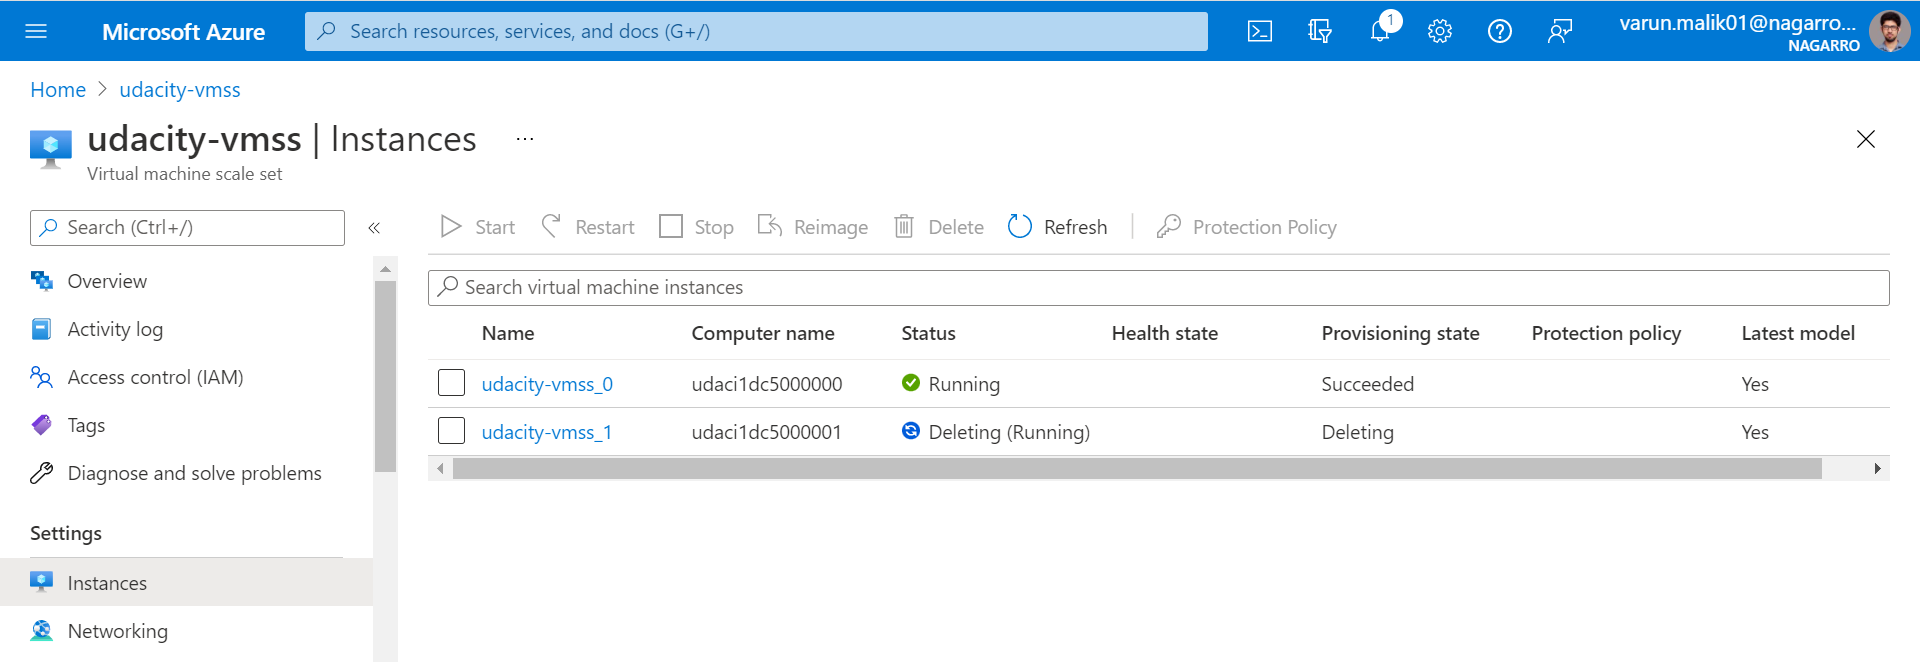 Microsoft Azure Search resources, services, and docs (G+/) 1 varun.malik01@nagarro...
NAGARRO
Home > udacity-vmss
udacity-vmss | Instances ...
Virtual machine scale set
Search (Ctrl+/) «
Start Restart Stop Reimage Delete Refresh Protection Policy
Overview
Activity log
Access control (IAM)
Tags
Diagnose and solve problems
Settings
Instances
Networking
Search virtual machine instances
Name Computer name Status Health state Provisioning state Protection policy Latest model
udacity-vmss_0 udaci1dc5000000 Running Succeeded Yes
udacity-vmss_1 udaci1dc5000001 Deleting (Running) Deleting Yes